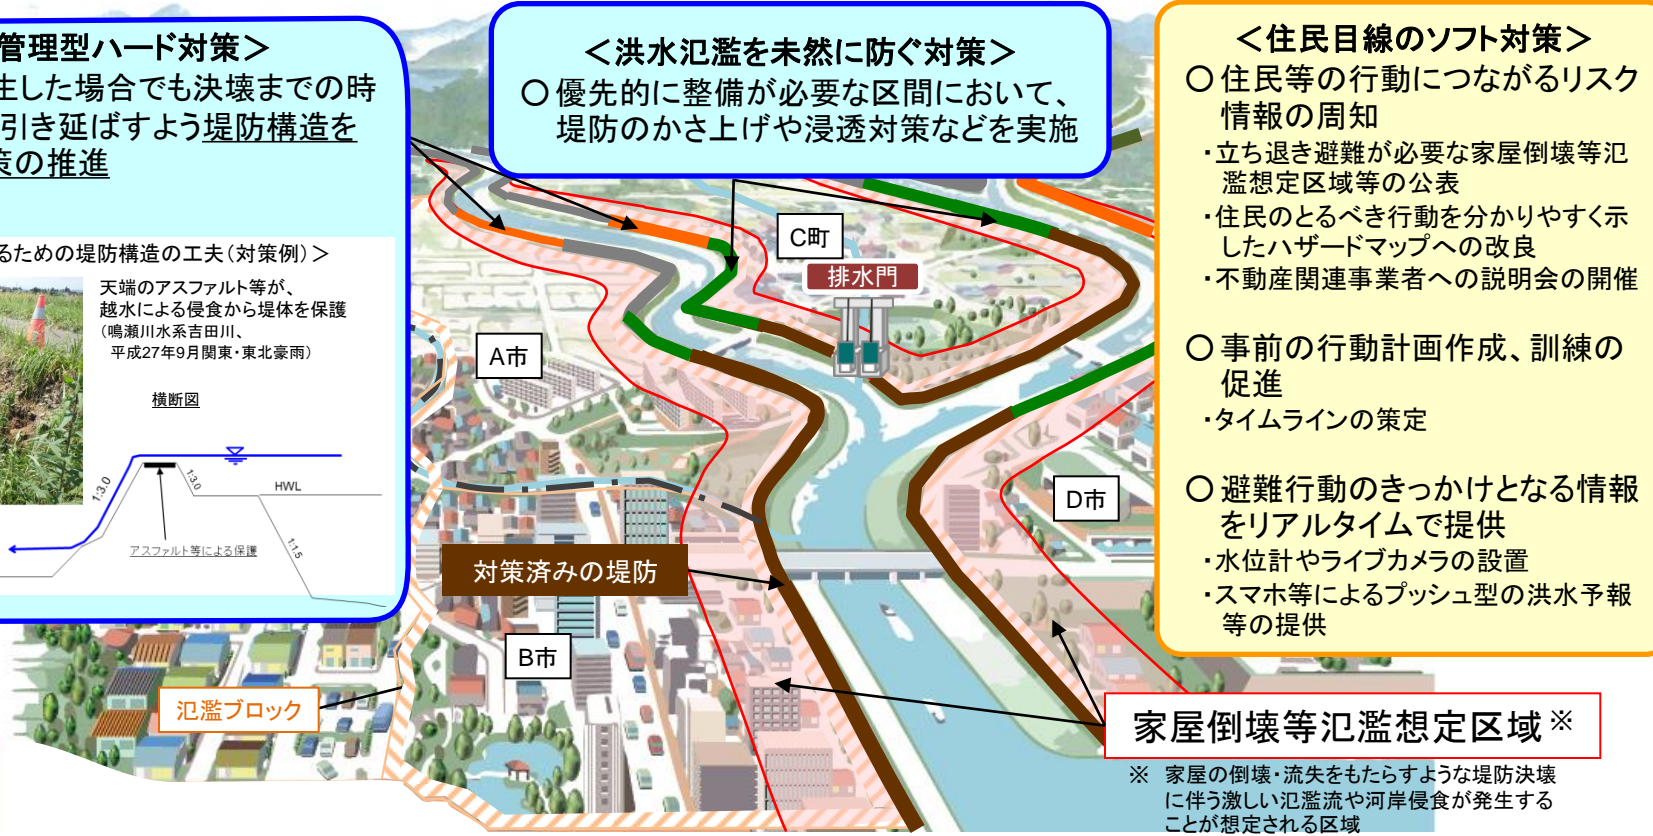 管理型ハード対策＞
生した場合でも決壊までの時
引き延ばすよう堤防構造を
策の推進
るための堤防構造の工夫(対策例)＞
天端のアスファルト等が、
越水による侵食から堤体を保護
(鳴瀬川水系吉田川、
平成27年9月関東・東北豪雨)
横断図
1:3.0
1:3.0
HWL
1:1.5
アスファルト等による保護
＜洪水氾濫を未然に防ぐ対策＞
○優先的に整備が必要な区間において、
堤防のかさ上げや浸透対策などを実施
＜住民目線のソフト対策＞
○住民等の行動につながるリスク
情報の周知
・立ち退き避難が必要な家屋倒壊等氾
濫想定区域等の公表
・住民のとるべき行動を分かりやすく示
したハザードマップへの改良
・不動産関連事業者への説明会の開催
○事前の行動計画作成、訓練の
促進
・タイムラインの策定
○避難行動のきっかけとなる情報
をリアルタイムで提供
・水位計やライブカメラの設置
・スマホ等によるプッシュ型の洪水予報
等の提供
C町
排水門
A市
D市
対策済みの堤防
B市
氾濫ブロック
家屋倒壊等氾濫想定区域※
※ 家屋の倒壊・流失をもたらすような堤防決壊
に伴う激しい氾濫流や河岸侵食が発生する
ことが想定される区域